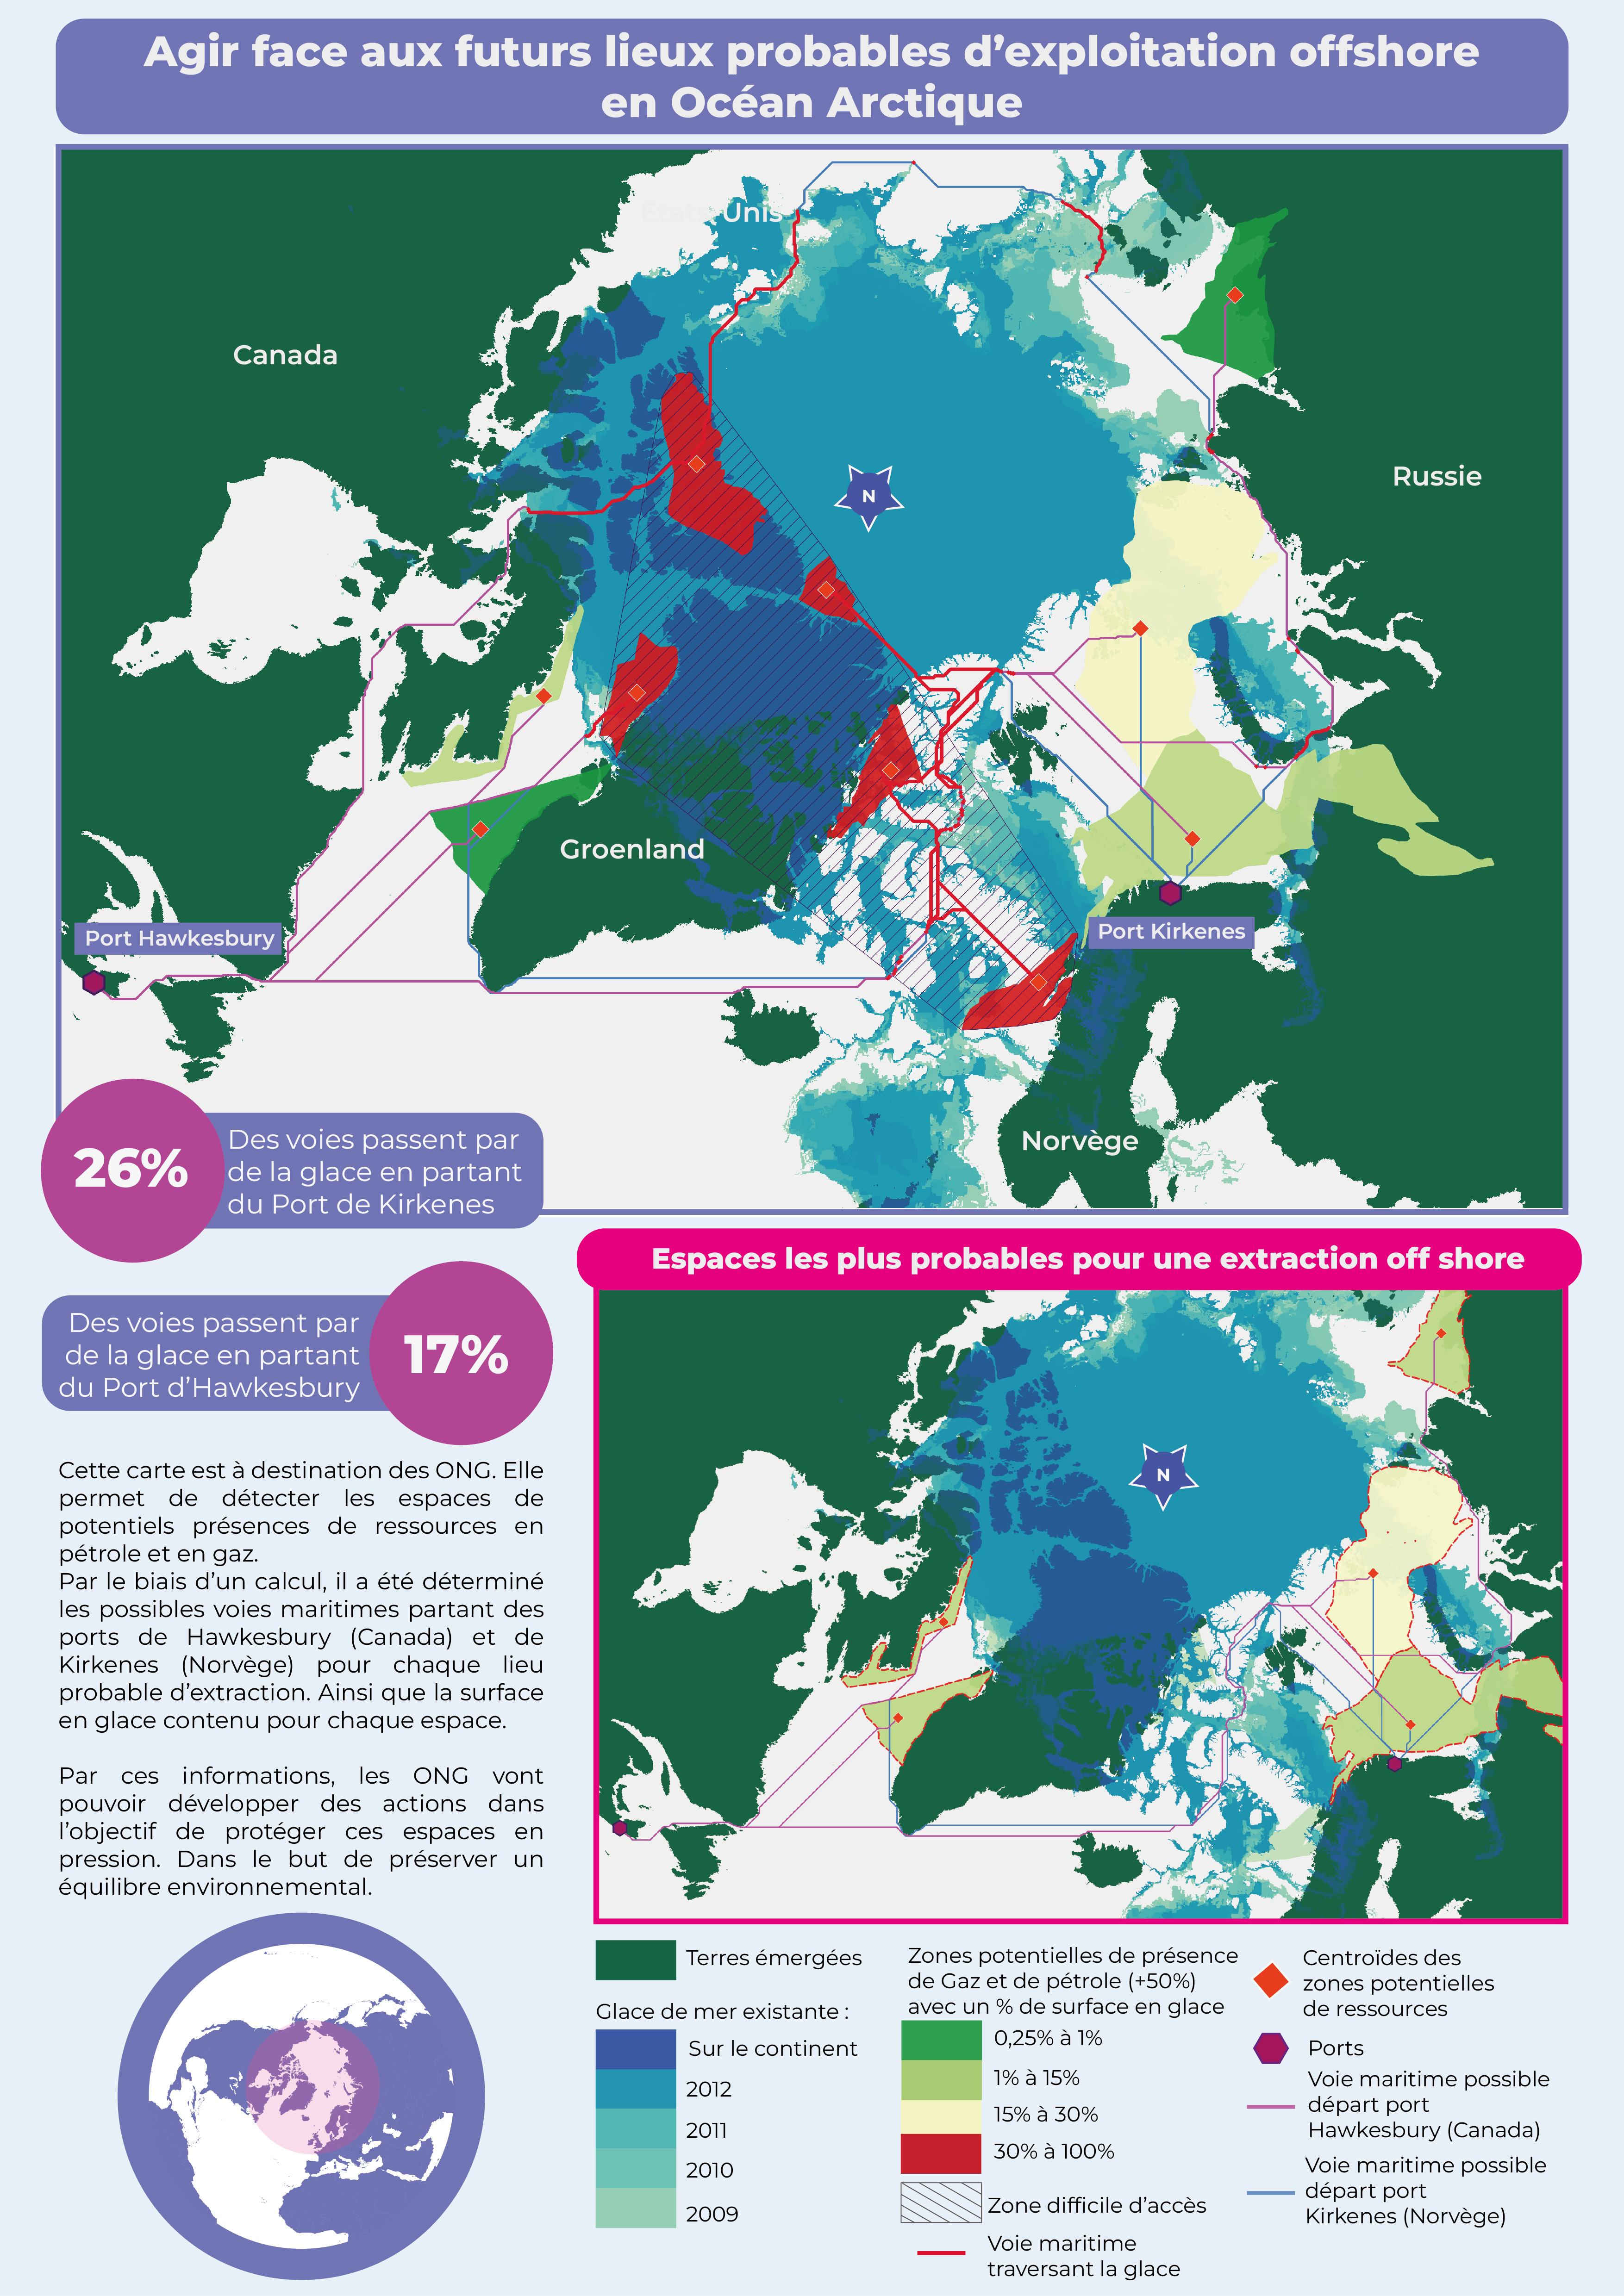 Agir face aux futurs lieux probables d’exploitation offshore
en Océan Arctique
Etats-Unis
Canada
Russie
N
Groenland
Port Hawkesbury
Port Kirkenes
Norvège
26%
Des voies passent par
de la glace en partant
du Port de Kirkenes
Des voies passent par
de la glace en partant
du Port d’Hawkesbury
17%
Espaces les plus probables pour une extraction off shore
N
Cette carte est à destination des ONG. Elle
permet de détecter les espaces de
potentiels présences de ressources en
pétrole et en gaz.
Par le biais d’un calcul, il a été déterminé
les possibles voies maritimes partant des
ports de Hawkesbury (Canada) et de
Kirkenes (Norvège) pour chaque lieu
probable d’extraction. Ainsi que la surface
en glace contenu pour chaque espace.
Par ces informations, les ONG vont
pouvoir développer des actions dans
l’objectif de protéger ces espaces en
pression. Dans le but de préserver un
équilibre environnemental.
Terres émergées
Glace de mer existante :
Sur le continent
2012
2011
2010
2009
Zones potentielles de présence
de Gaz et de pétrole (+50%)
avec un % de surface en glace
0,25% à 1%
1% à 15%
15% à 30%
30% à 100%
Zone difficile d’accès
Voie maritime
traversant la glace
Centroïdes des
zones potentielles
de ressources
Ports
Voie maritime possible
départ port
Hawkesbury (Canada)
Voie maritime possible
départ port
Kirkenes (Norvège)